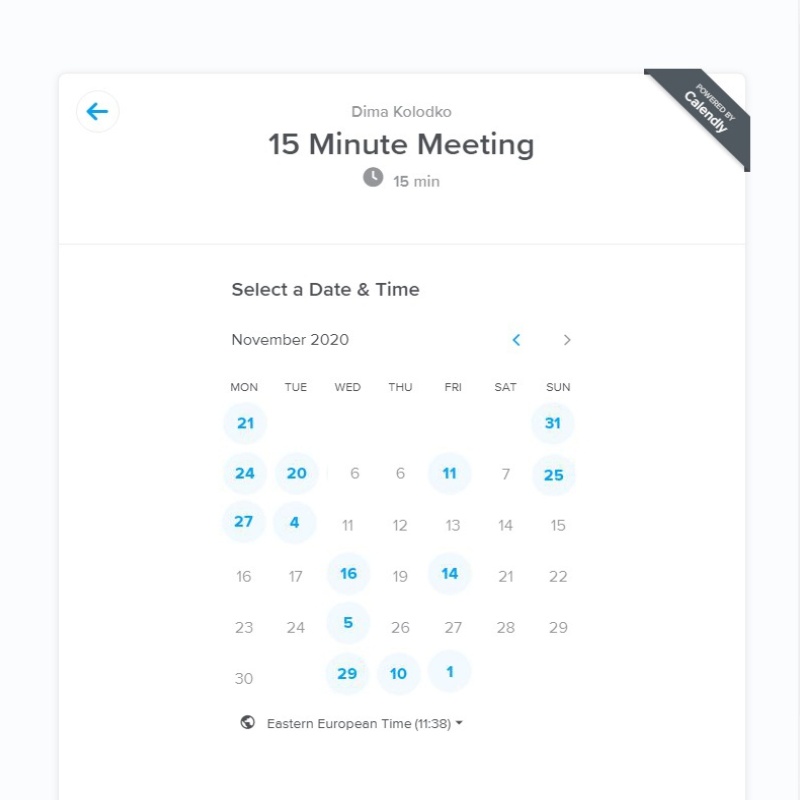 POWERED BY
Calendly
Dima Kolodko
15 Minute Meeting
15 min
Select a Date & Time
November 2020
MON TUE WED THU FRI SAT SUN
21 31
24 20 6 6 11 7 25
27 4 11 12 13 14 15
16 17 16 19 14 21 22
23 24 5 26 27 28 29
30 29 10 1
Eastern European Time (11:38)